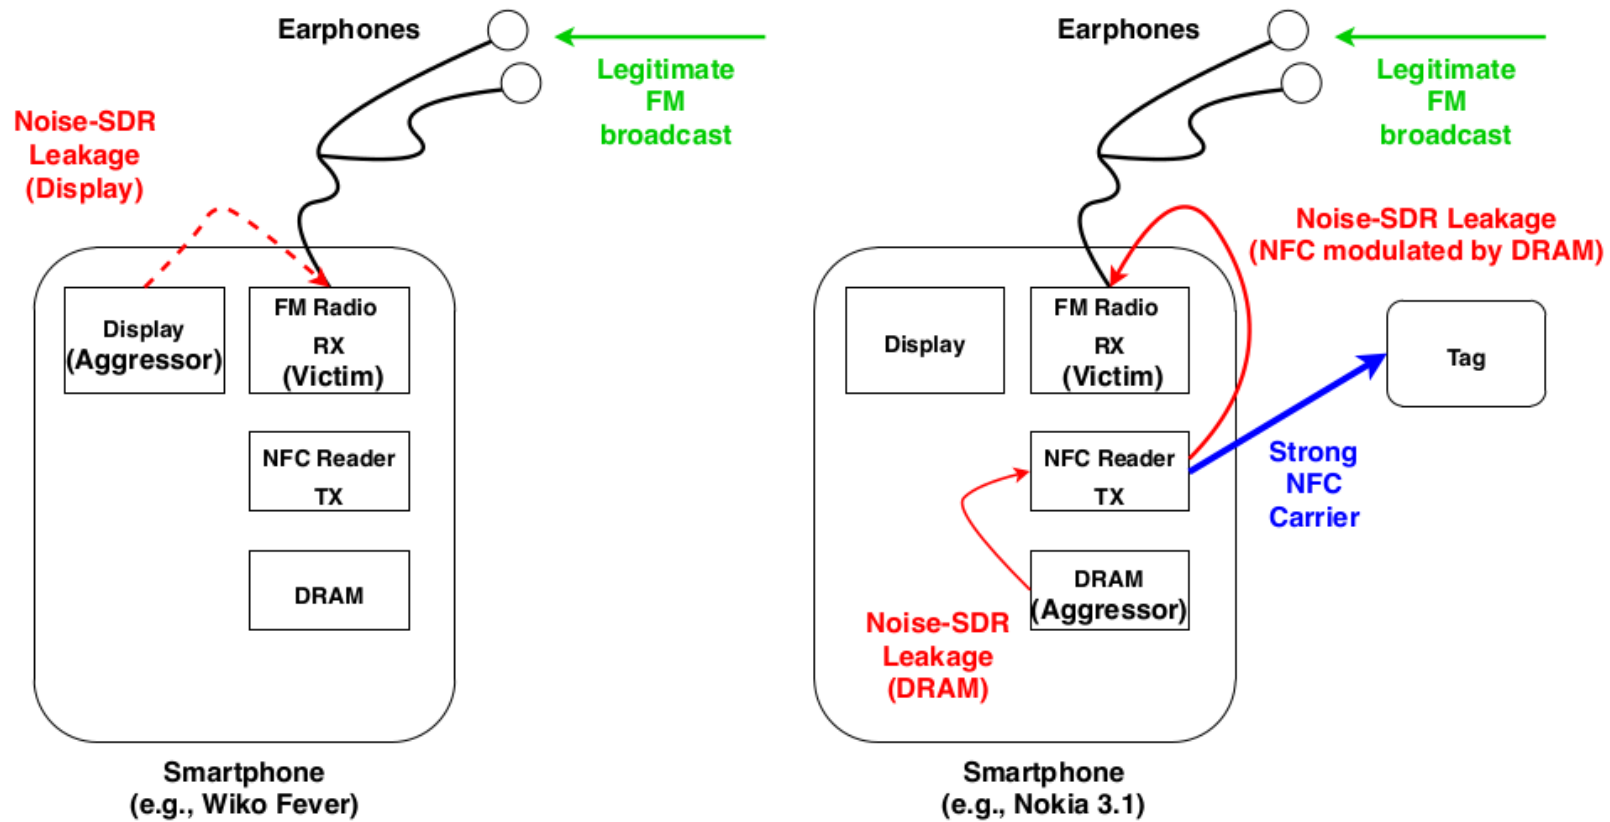 Earphones
Legitimate
FM
broadcast
Noise-SDR
Leakage
(Display)
Display
(Aggressor)
FM Radio
RX
(Victim)
NFC Reader
TX
DRAM
Smartphone
(e.g., Wiko Fever)
Earphones
Legitimate
FM
broadcast
Noise-SDR Leakage
(NFC modulated by DRAM)
Display
FM Radio
RX
(Victim)
Tag
NFC Reader
TX
Strong
NFC
Carrier
DRAM
(Aggressor)
Noise-SDR
Leakage
(DRAM)
Smartphone
(e.g., Nokia 3.1)